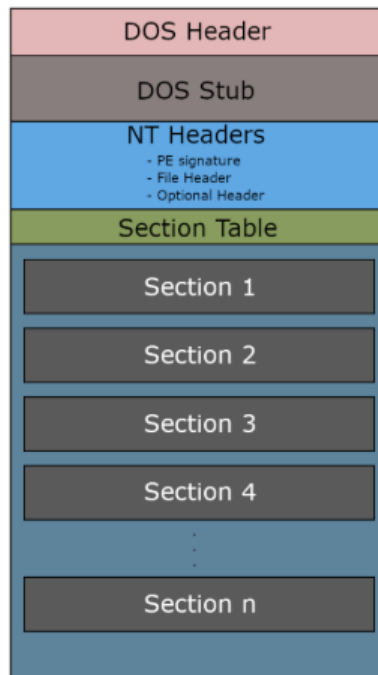 DOS Header
DOS Stub
NT Headers
- PE signature
- File Header
- Optional Header
Section Table
Section 1
Section 2
Section 3
Section 4
.
.
.
Section n